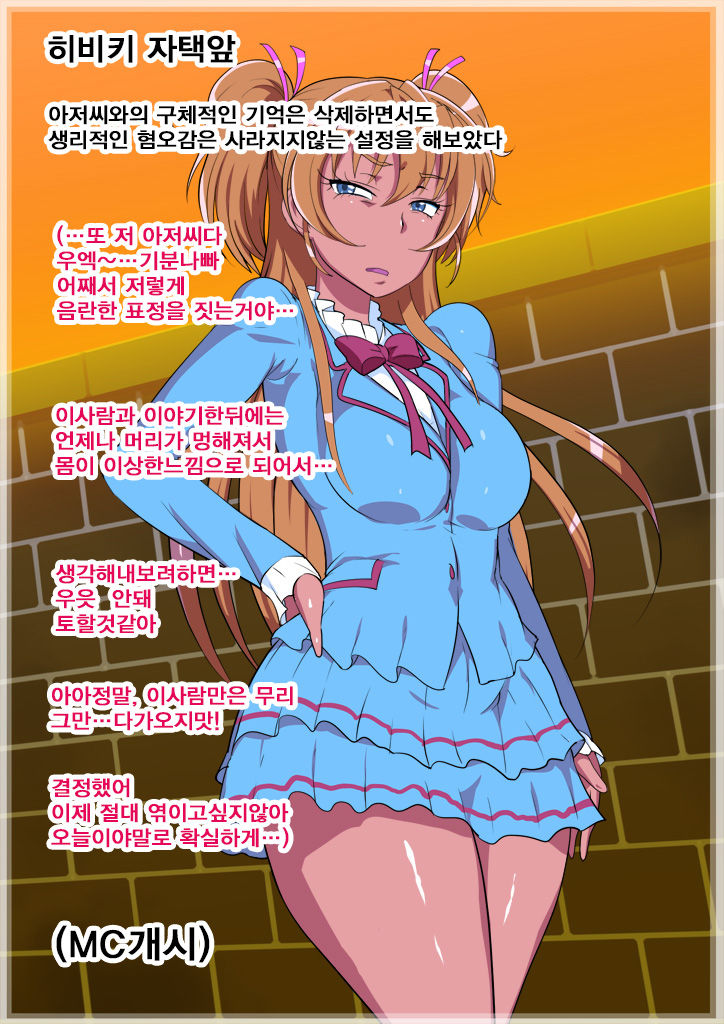 히비키 자택앞
아저씨와의 구체적인 기억은 삭제하면서도
생리적인 혐오감은 사라지지않는 설정을 해보았다
(…또 저 아저씨다
우엑~…기분나빠
어째서 저렇게
음란한 표정을 짓는거야…
이사람과 이야기한뒤에는
언제나 머리가 멍해져서
몸이 이상한느낌으로 되어서…
생각해내보려하면…
우읏 안돼
토할것같아
아아정말, 이사람만은 무리
그만…다가오지맛!
결정했어
이제 절대 엮이고싶지않아
오늘이야말로 확실하게…)
(MC개시)